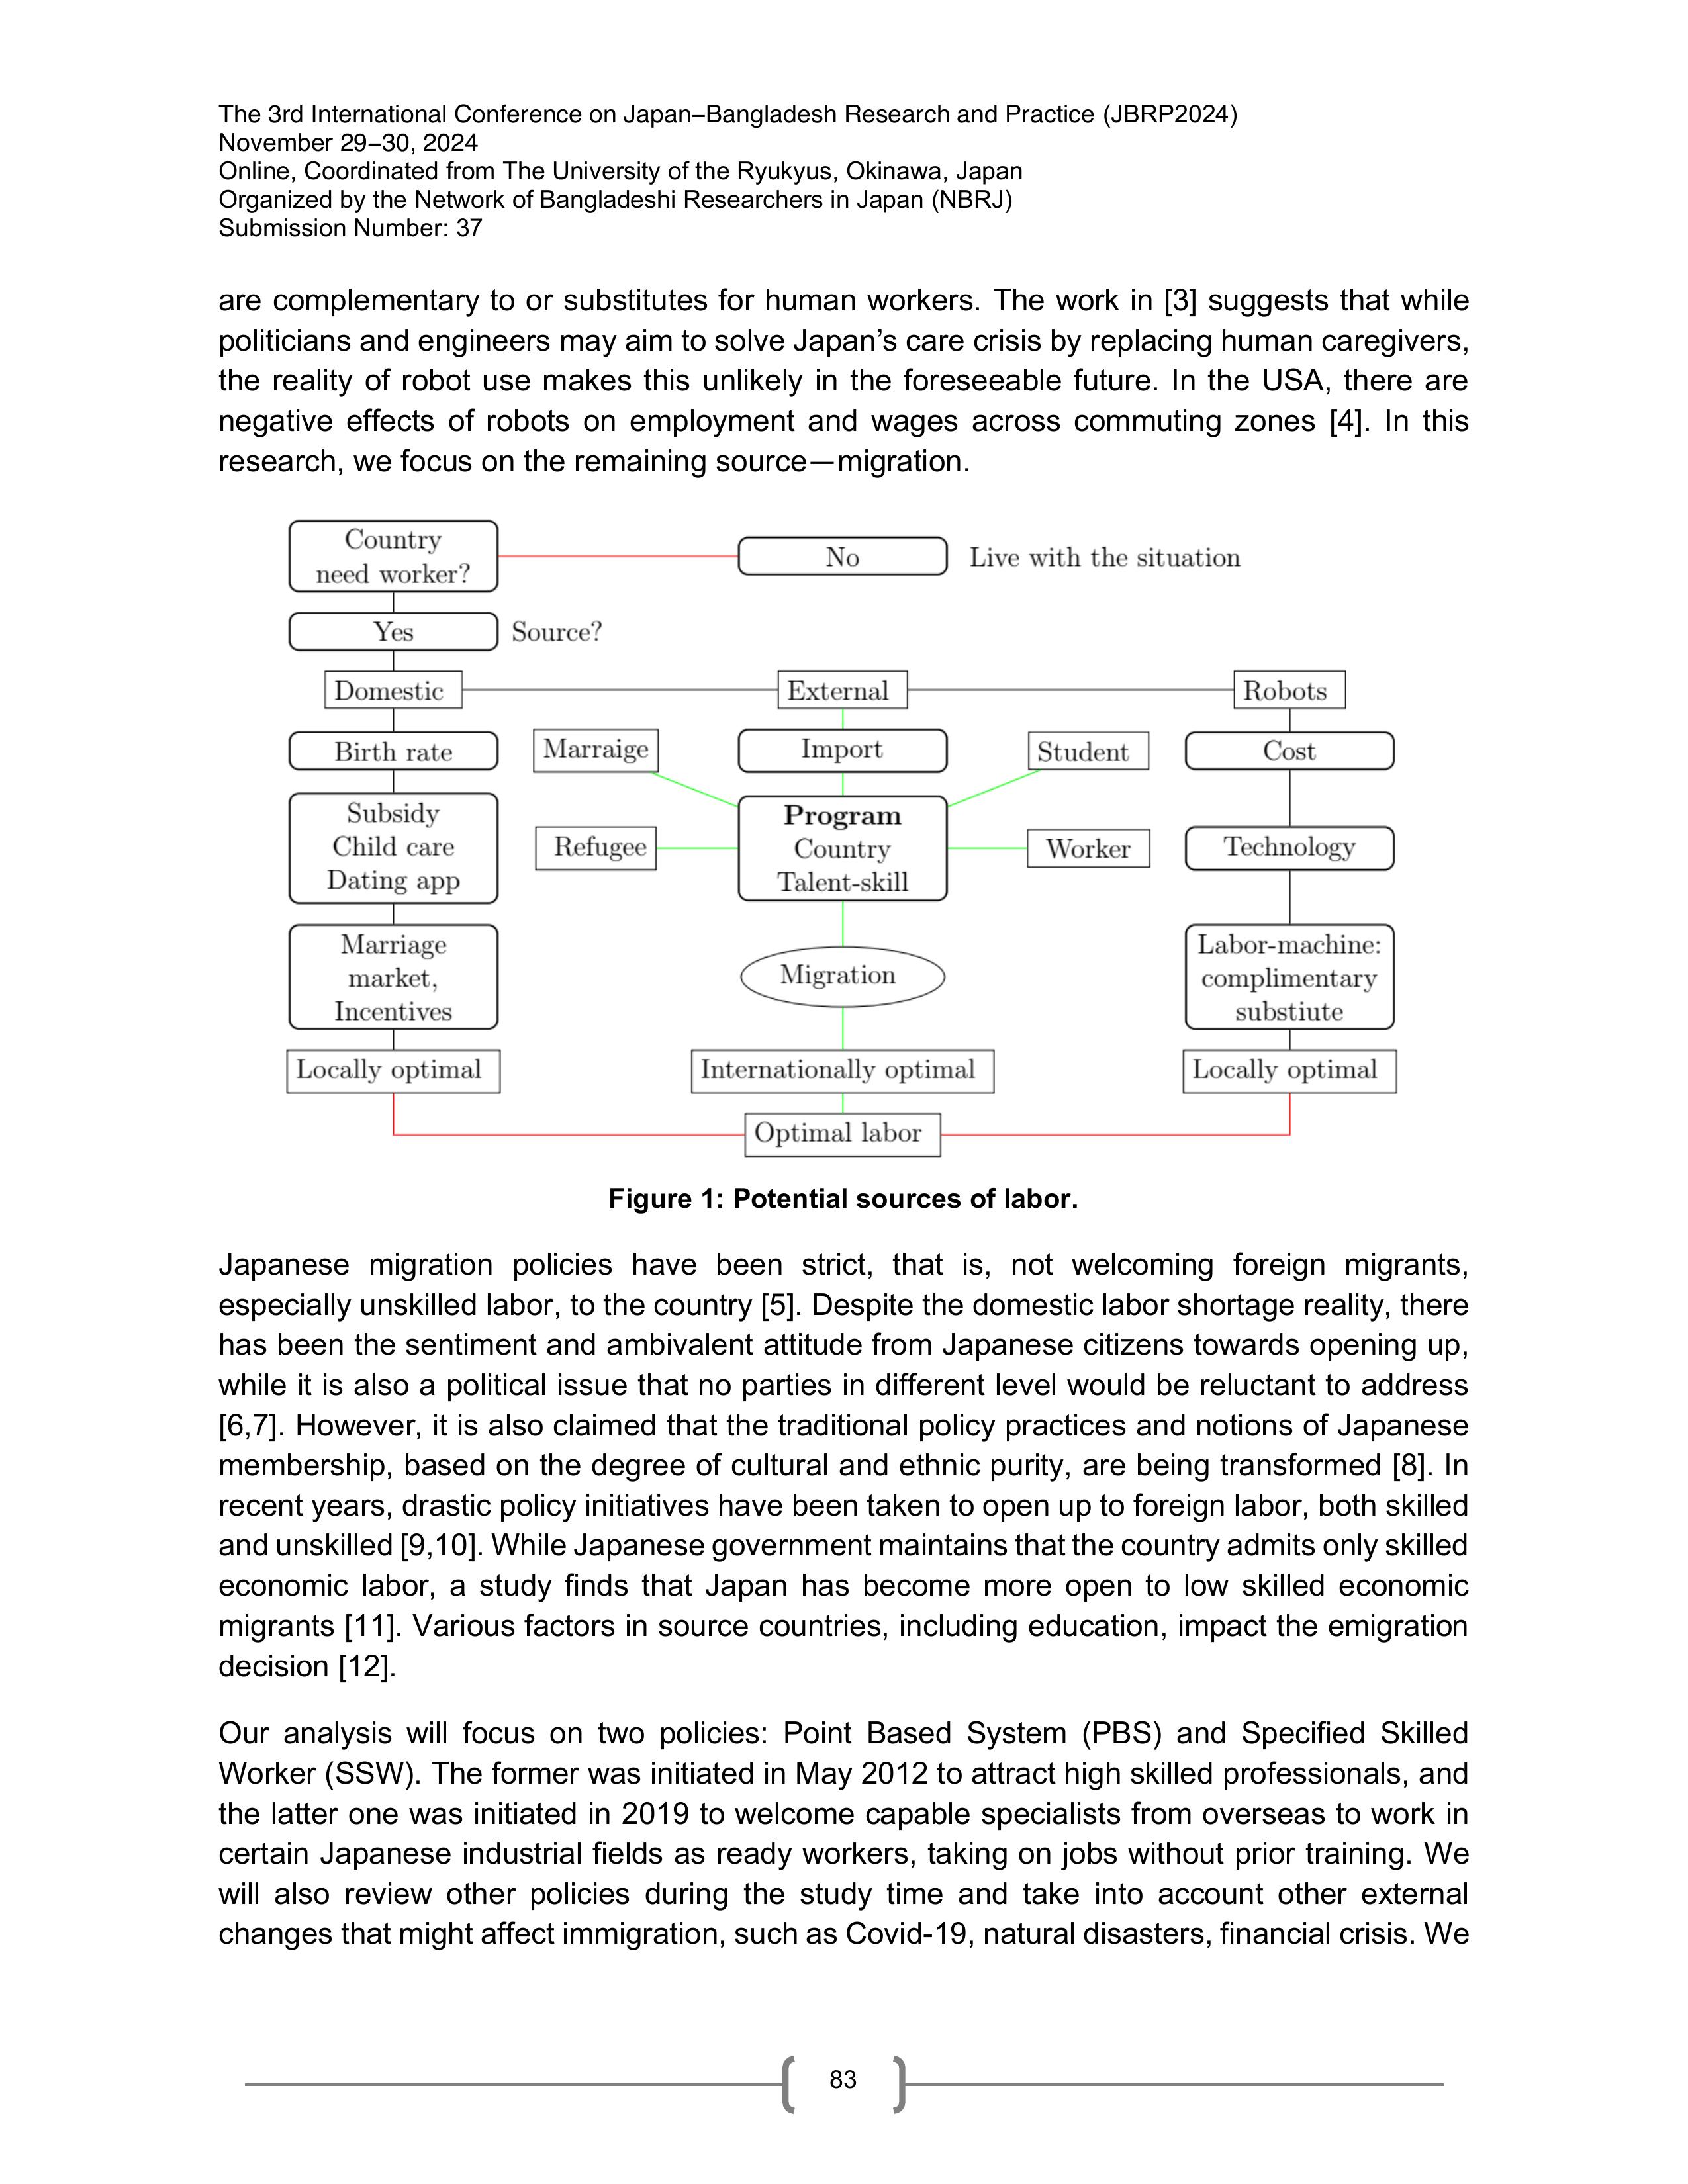 The 3rd International Conference on Japan–Bangladesh Research and Practice (JBRP2024)
November 29–30, 2024
Online, Coordinated from The University of the Ryukyus, Okinawa, Japan
Organized by the Network of Bangladeshi Researchers in Japan (NBRJ)
Submission Number: 37
are complementary to or substitutes for human workers. The work in [3] suggests that while
politicians and engineers may aim to solve Japan’s care crisis by replacing human caregivers,
the reality of robot use makes this unlikely in the foreseeable future. In the USA, there are
negative effects of robots on employment and wages across commuting zones [4]. In this
research, we focus on the remaining source—migration.
Country
need worker?
No
Live with the situation
Yes
Source?
Domestic
External
Robots
Birth rate
Marraige
Import
Student
Cost
Subsidy
Child care
Dating app
Refugee
Program
Country
Talent-skill
Worker
Technology
Marriage
market,
Incentives
Migration
Labor-machine:
complimentary
substiute
Locally optimal
Internationally optimal
Locally optimal
Optimal labor
Figure 1: Potential sources of labor.
Japanese migration policies have been strict, that is, not welcoming foreign migrants,
especially unskilled labor, to the country [5]. Despite the domestic labor shortage reality, there
has been the sentiment and ambivalent attitude from Japanese citizens towards opening up,
while it is also a political issue that no parties in different level would be reluctant to address
[6,7]. However, it is also claimed that the traditional policy practices and notions of Japanese
membership, based on the degree of cultural and ethnic purity, are being transformed [8]. In
recent years, drastic policy initiatives have been taken to open up to foreign labor, both skilled
and unskilled [9,10]. While Japanese government maintains that the country admits only skilled
economic labor, a study finds that Japan has become more open to low skilled economic
migrants [11]. Various factors in source countries, including education, impact the emigration
decision [12].
Our analysis will focus on two policies: Point Based System (PBS) and Specified Skilled
Worker (SSW). The former was initiated in May 2012 to attract high skilled professionals, and
the latter one was initiated in 2019 to welcome capable specialists from overseas to work in
certain Japanese industrial fields as ready workers, taking on jobs without prior training. We
will also review other policies during the study time and take into account other external
changes that might affect immigration, such as Covid-19, natural disasters, financial crisis. We
83